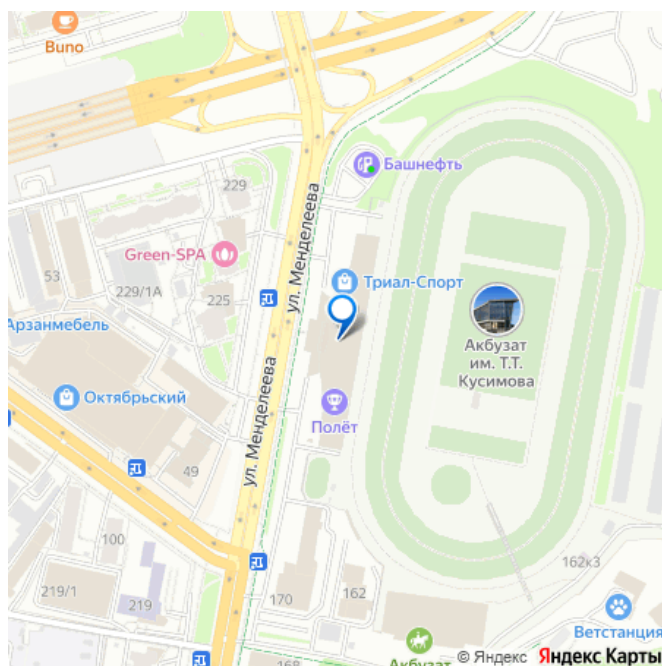 Buno
Башнефть
229
ул. Менделеева
Green-SPA
53
229/1А
225
Триал-Спорт
Арзанмебель
Акбузат
им. Т.Т.
Кусимова
ул. Менделеева
Октябрьский
Полёт
49
100
219/1
219
170
162
162к3
Ветстанция
168
Акбузат
© Яндекс Яндекс Карты